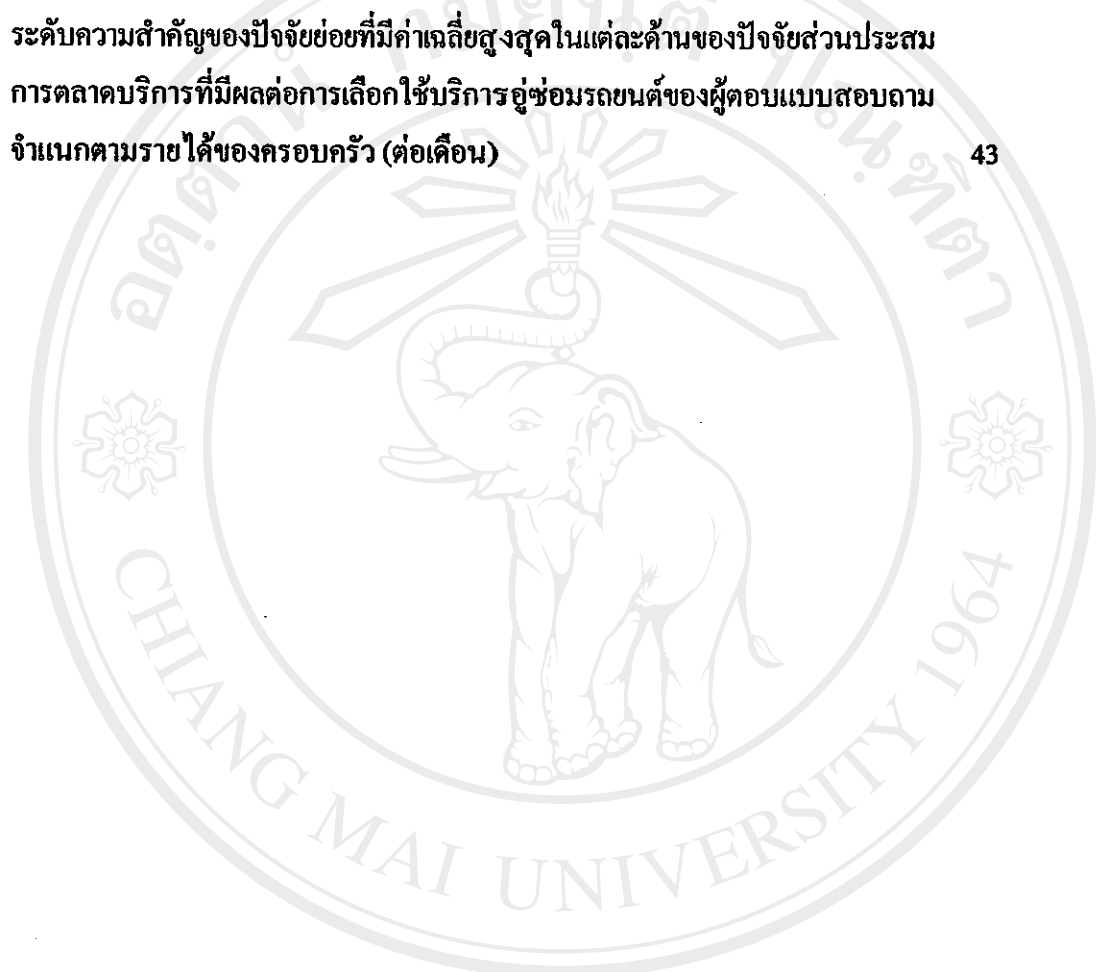 ระดับความสำคัญของปัจจัยย่อยที่มีค่าเฉลี่ยสูงสุดในแต่ละด้านของปัจจัยส่วนประสม
การตลาดบริการที่มีผลต่อการเลือกใช้บริการอู่ซ่อมรถยนต์ของผู้ตอบแบบสอบถาม
จำแนกตามรายได้ของครอบครัว (ต่อเดือน) 43
CHIANG MAI UNIVERSITY 1964